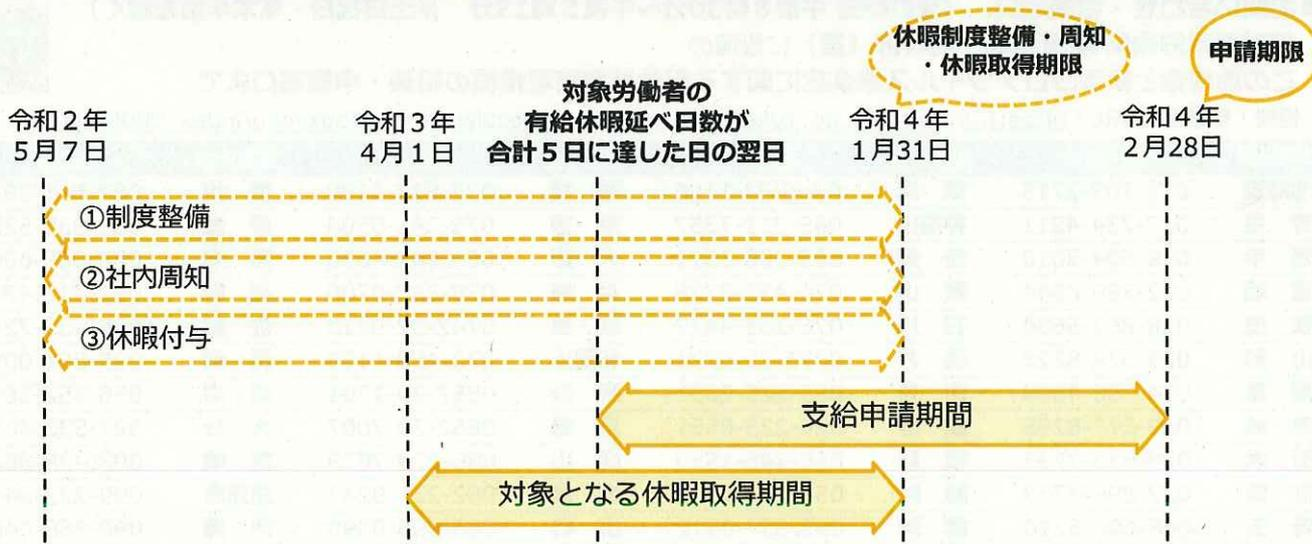 休暇制度整備・周知
・休暇取得期限
申請期限
令和2年
5月7日
令和3年
4月1日
対象労働者の
有給休暇延べ日数が
合計5日に達した日の翌日
令和4年
1月31日
令和4年
2月28日
①制度整備
②社内周知
③休暇付与
支給申請期間
対象となる休暇取得期間